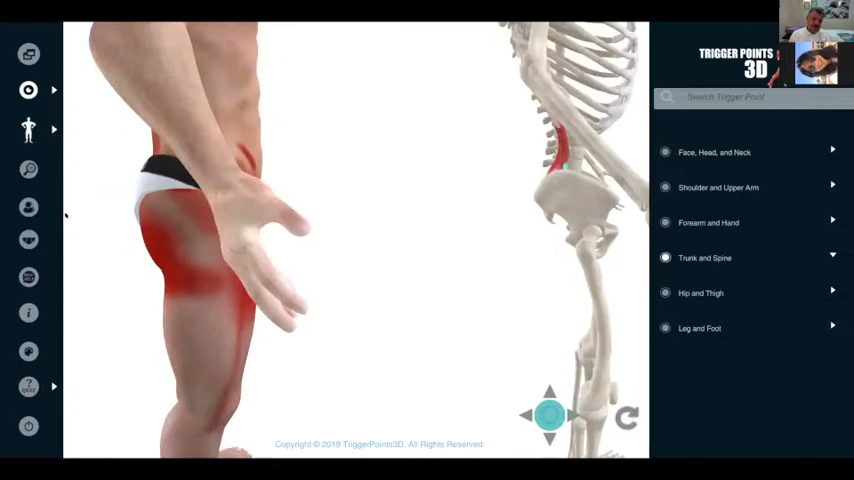 TRIGGER POINTS
3D
Search Trigger Point
Face, Head, and Neck
Shoulder and Upper Arm
Forearm and Hand
Trunk and Spine
Hip and Thigh
Leg and Foot
i
?
QUIZ
Copyright © 2019 TriggerPoints3D. All Rights Reserved